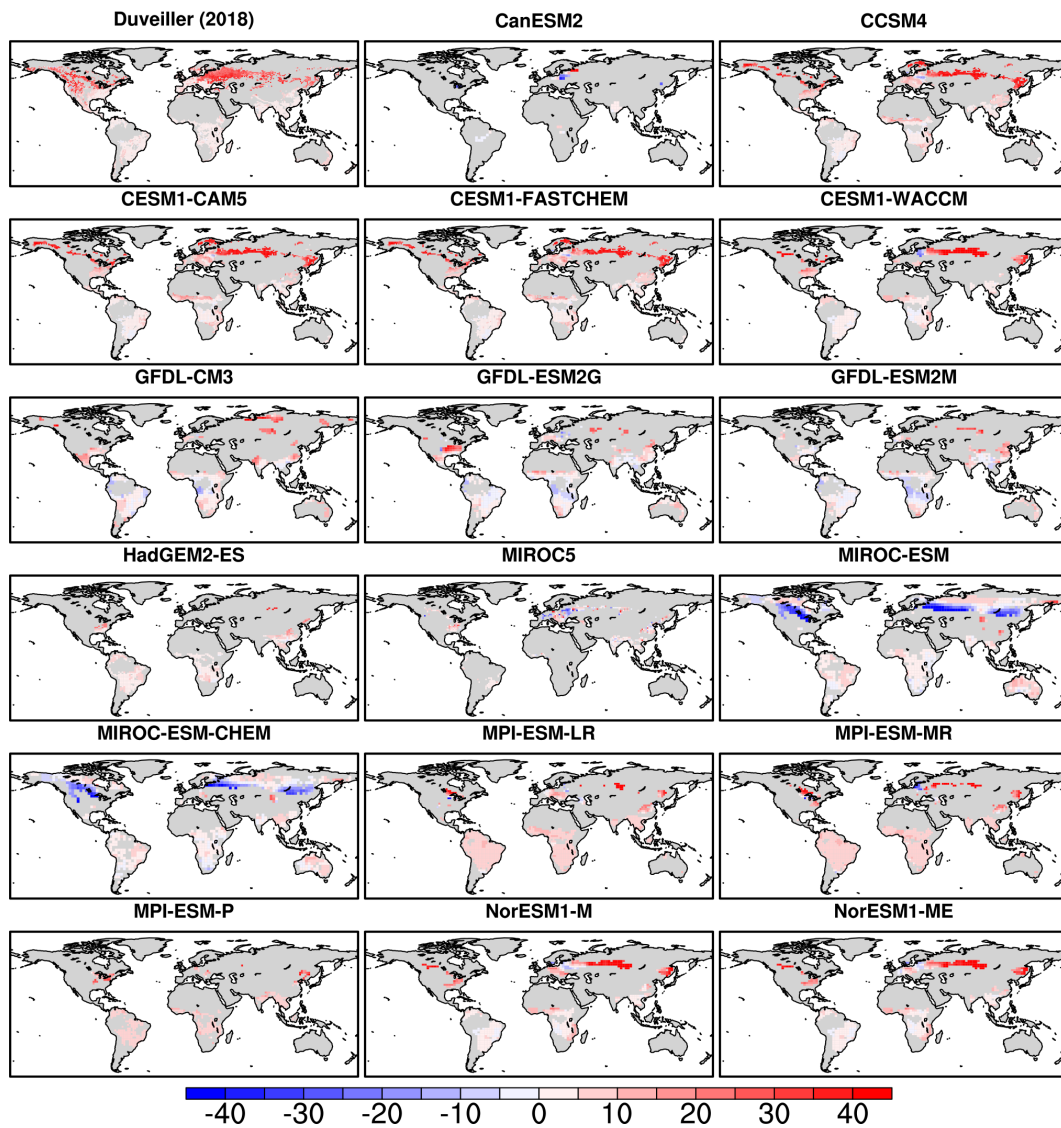 Duveiller (2018) CanESM2 CCSM4
CESM1-CAM5 CESM1-FASTCHEM CESM1-WACCM
GFDL-CM3 GFDL-ESM2G GFDL-ESM2M
HadGEM2-ES MIROC5 MIROC-ESM
MIROC-ESM-CHEM MPI-ESM-LR MPI-ESM-MR
MPI-ESM-P NorESM1-M NorESM1-ME
-40 -30 -20 -10 0 10 20 30 40